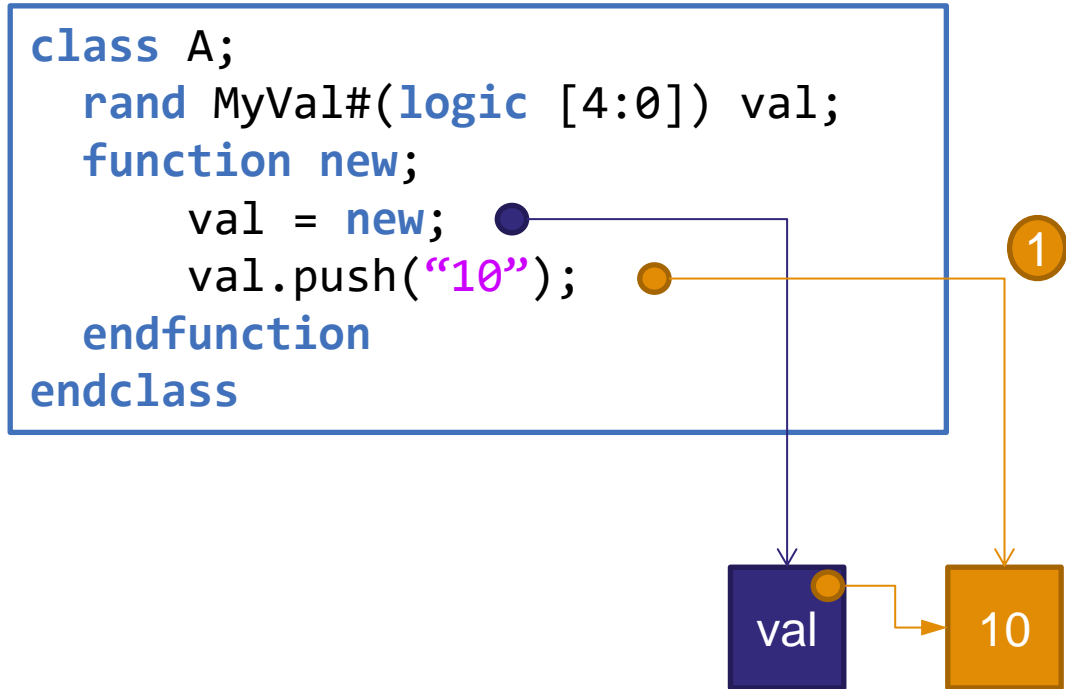 class A;
  rand MyVal#(logic [4:0]) val;
  function new;
      val = new;
      val.push(“10”);
  endfunction
endclass
1
val
10